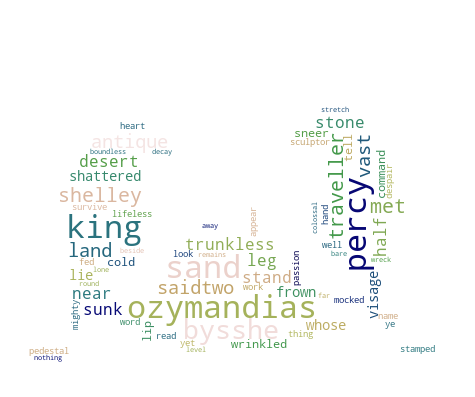 stretch
heart
stone
antique
sneer
sculptor
traveller
tell
vast
percy
boundless
decay
desert
shattered
command
despair
shelley
survive
met
half
king
lifeless
hand
colossal
away
appear
land
trunkless
well
bare
wreck
look
remains
beside
cold
leg
passion
fed
sand
lone
lie
stand
visage
round
saidtwo
work
near
frown
far
mocked
mighty
sunk
ozymandias
name
word
lip
bysshe
whose
ye
read
thing
yet
wrinkled
level
pedestal
nothing
stamped